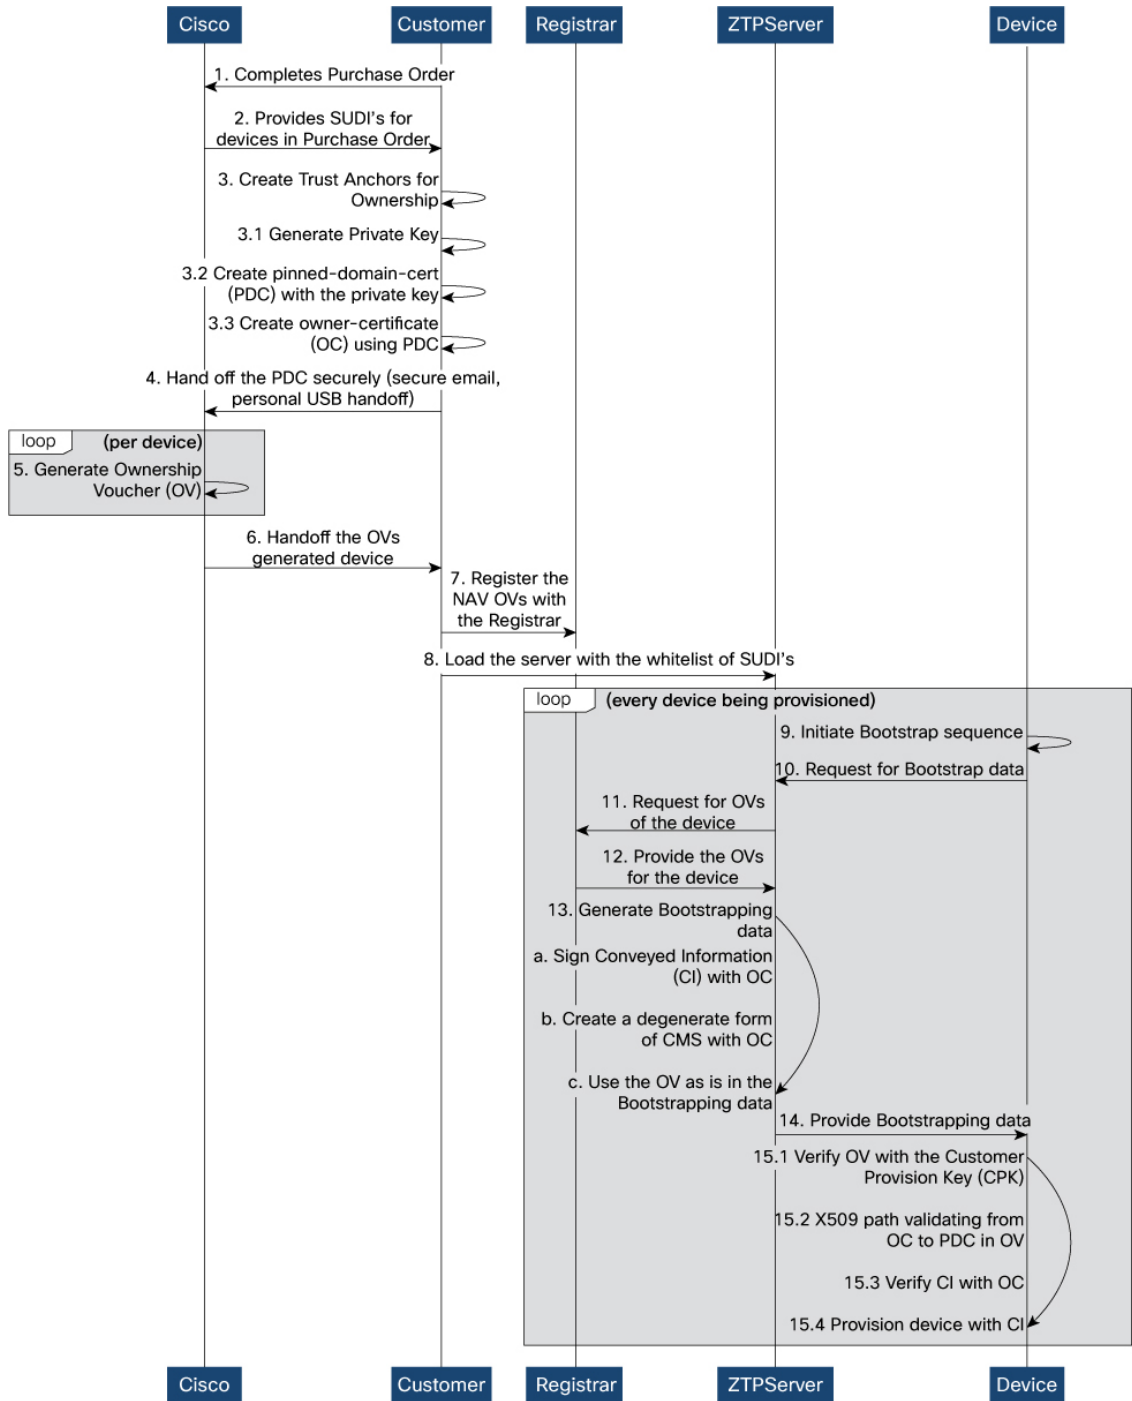 Cisco
Customer
Registrar
ZTPServer
Device
1. Completes Purchase Order
2. Provides SUDI's for
devices in Purchase Order
3. Create Trust Anchors for
Ownership
3.1 Generate Private Key
3.2 Create pinned-domain-cert
(PDC) with the private key
3.3 Create owner-certificate
(OC) using PDC
4. Hand off the PDC securely (secure email,
personal USB handoff)
loop
(per device)
5. Generate Ownership
Voucher (OV)
6. Handoff the OVs
generated device
7. Register the
NAV OVs with
the Registrar
8. Load the server with the whitelist of SUDI's
loop
(every device being provisioned)
9. Initiate Bootstrap sequence
10. Request for Bootstrap data
11. Request for OVs
of the device
12. Provide the OVs
for the device
13. Generate Bootstrapping
data
a. Sign Conveyed Information
(CI) with OC
b. Create a degenerate form
of CMS with OC
c. Use the OV as is in the
Bootstrapping data
14. Provide Bootstrapping data
15.1 Verify OV with the Customer
Provision Key (CPK)
15.2 X509 path validating from
OC to PDC in OV
15.3 Verify CI with OC
15.4 Provision device with CI
Cisco
Customer
Registrar
ZTPServer
Device